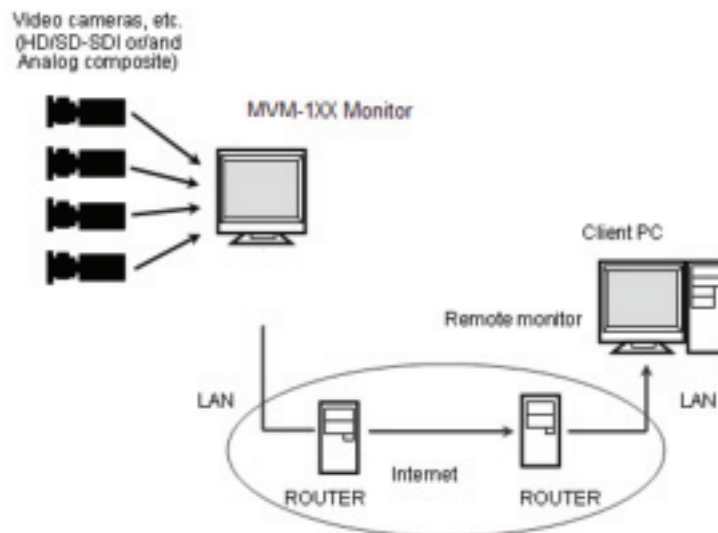 Video cameras, etc.
(HD/SD-SDI or/and
Analog composite)
MVM-1XX Monitor
Client PC
Remote monitor
LAN
LAN
Internet
ROUTER
ROUTER